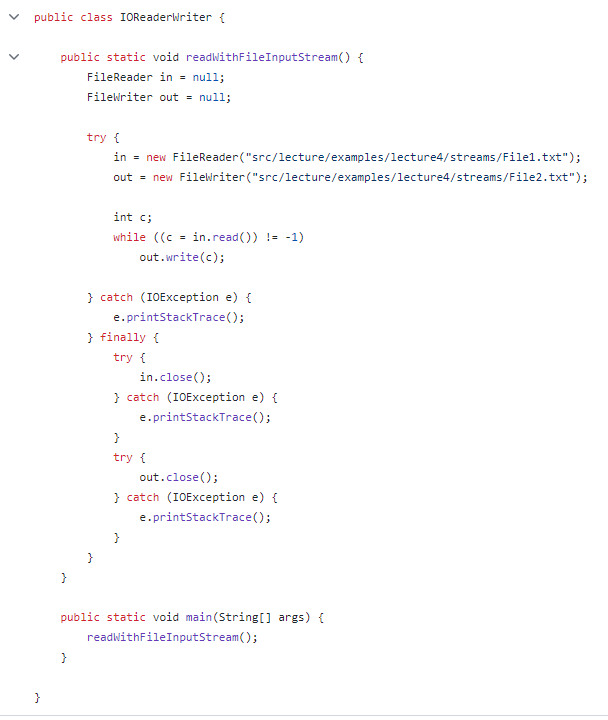 public class IOReaderWriter {
public static void readWithFileInputStream() {
FileReader in = null;
FileWriter out = null;
try {
in = new FileReader("src/lecture/examples/lecture4/streams/File1.txt");
out = new FileWriter("src/lecture/examples/lecture4/streams/File2.txt");
int c;
while ((c = in.read()) != -1)
out.write(c);
} catch (IOException e) {
e.printStackTrace();
} finally {
try {
in.close();
} catch (IOException e) {
e.printStackTrace();
}
try {
out.close();
} catch (IOException e) {
e.printStackTrace();
}
}
}
public static void main(String[] args) {
readWithFileInputStream();
}
}